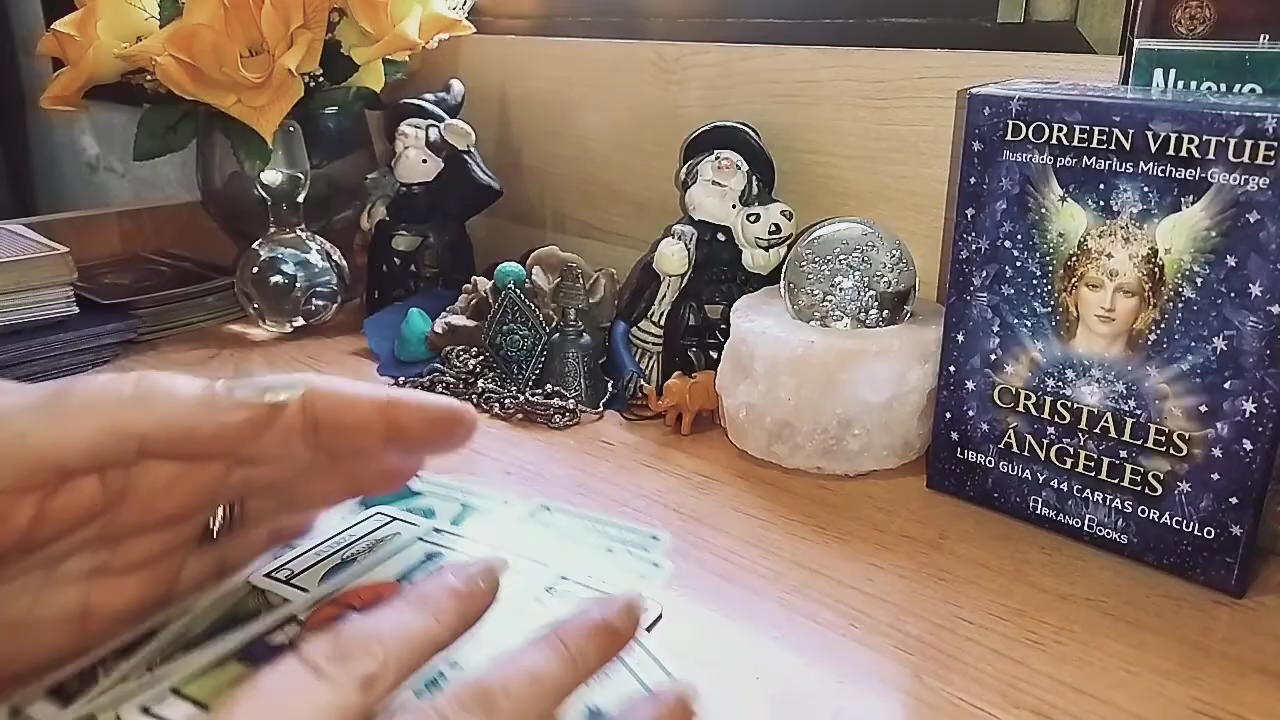 Nuevo
DOREEN VIRTUE
Ilustrado por Marius Michael-George
CRISTALES
Y
ÁNGELES
LIBRO GUÍA Y 44 CARTAS ORÁCULO
ARKANO BOOKS